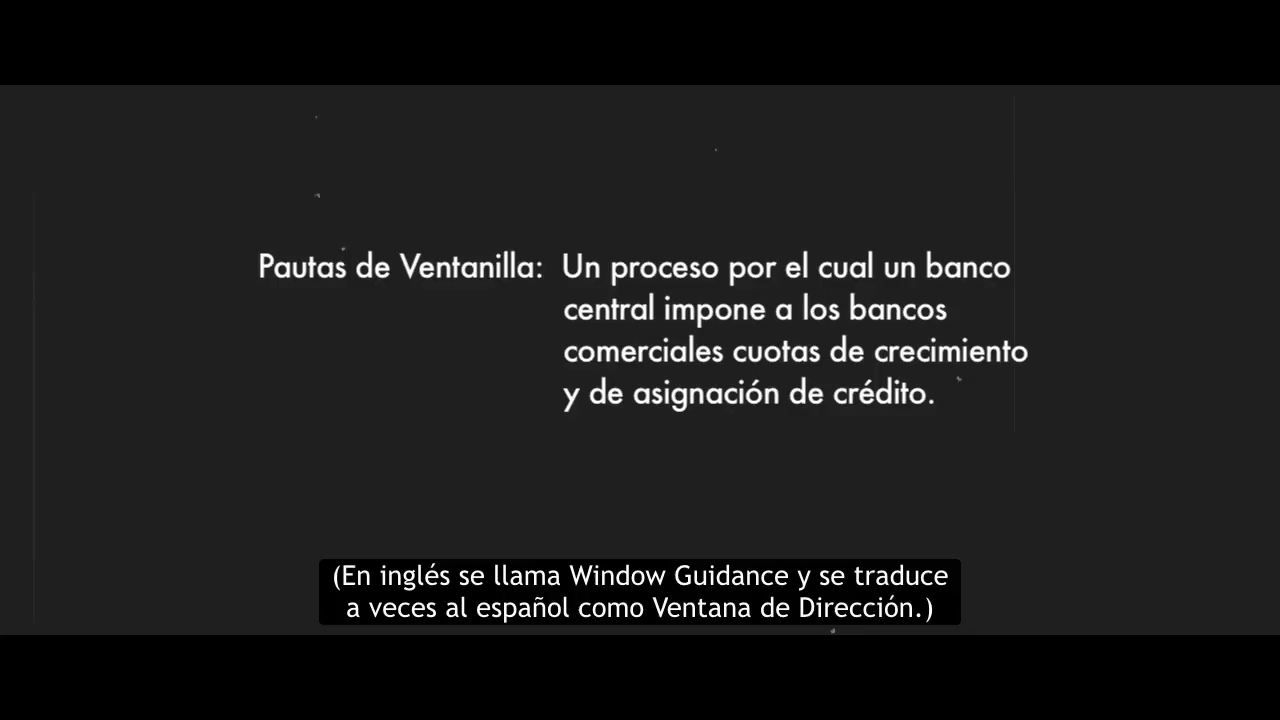 Pautas de Ventanilla: Un proceso por el cual un banco
central impone a los bancos
comerciales cuotas de crecimiento
y de asignación de crédito.
(En inglés se llama Window Guidance y se traduce
a veces al español como Ventana de Dirección.)